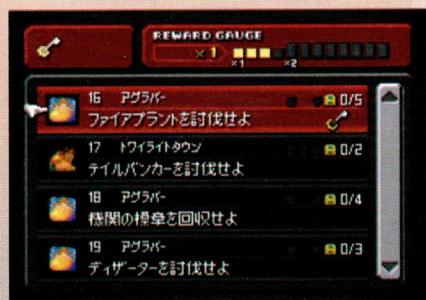 REWARD GAUGE
×1
×1 ×2
16 アグラバー 0/5
ファイアプラントを討伐せよ
17 トワイライトタウン 0/2
テイルバンカーを討伐せよ
18 アグラバー 0/4
機関の標章を回収せよ
19 アグラバー 0/3
ディザーターを討伐せよ